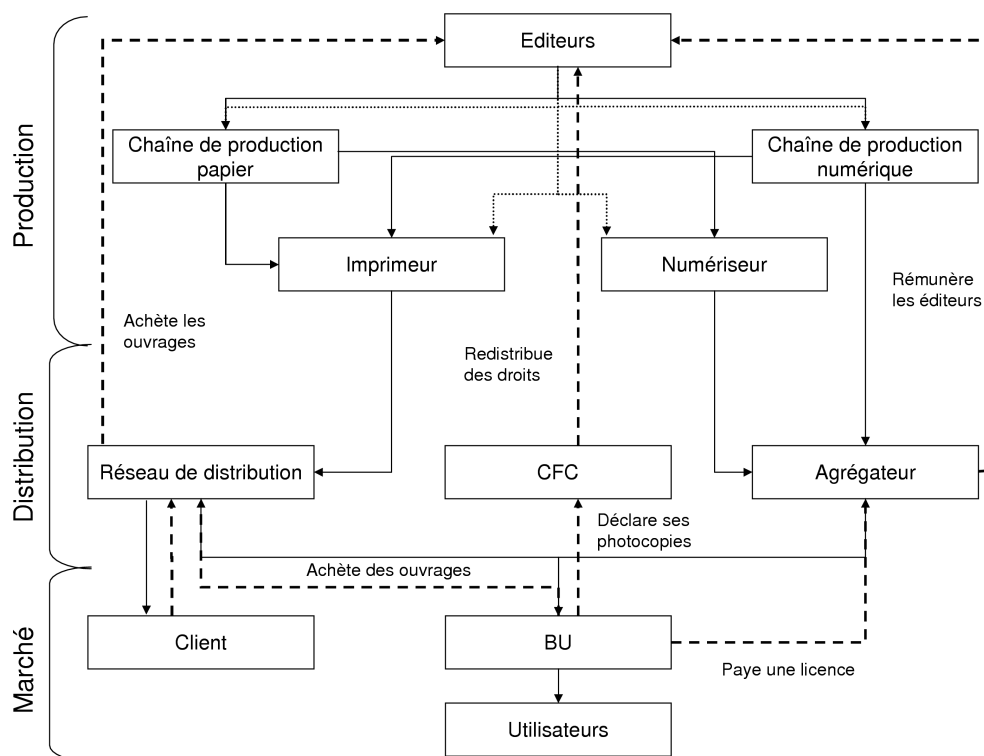 Editeurs
Production
Chaîne de production
papier
Chaîne de production
numérique
Imprimeur
Numériseur
Rémunère
les éditeurs
Achète les
ouvrages
Redistribue
des droits
Distribution
Réseau de distribution
CFC
Agrégateur
Déclare ses
photocopies
Achète des ouvrages
Marché
Client
BU
Paye une licence
Utilisateurs